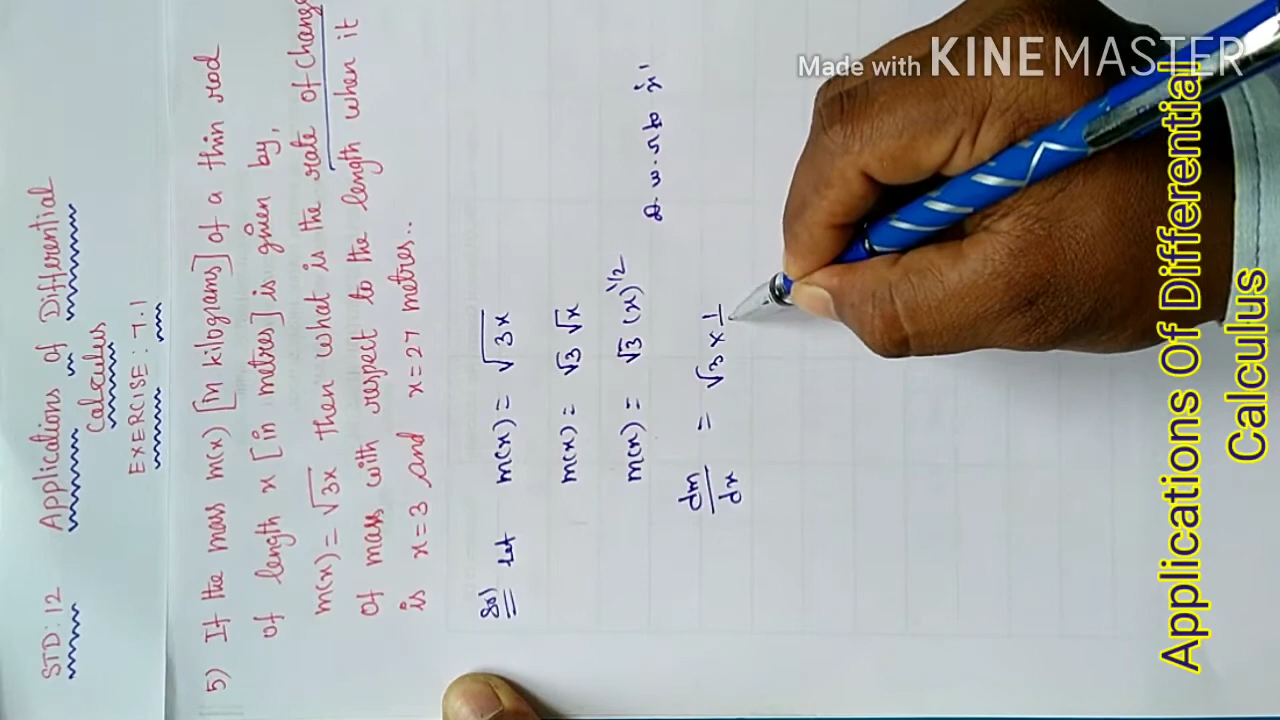 STD: 12 Applications of Differential
Calculus
EXERCISE: 7.1
5) If the mass m(x) [in kilograms] of a thin rod
of length x [in metres] is given by,
m(x) = √3x then what is the rate of change
of mass with respect to the length when it
is x=3 and x=27 metres..
Sol let m(x) = √3x
m(x) = √3 √x
m(x) = √3 (x)^1/2
D. w. r. to 'x'
dm/dx = √3 × 1
Made with KINEMASTER
Applications Of Differential
Calculus